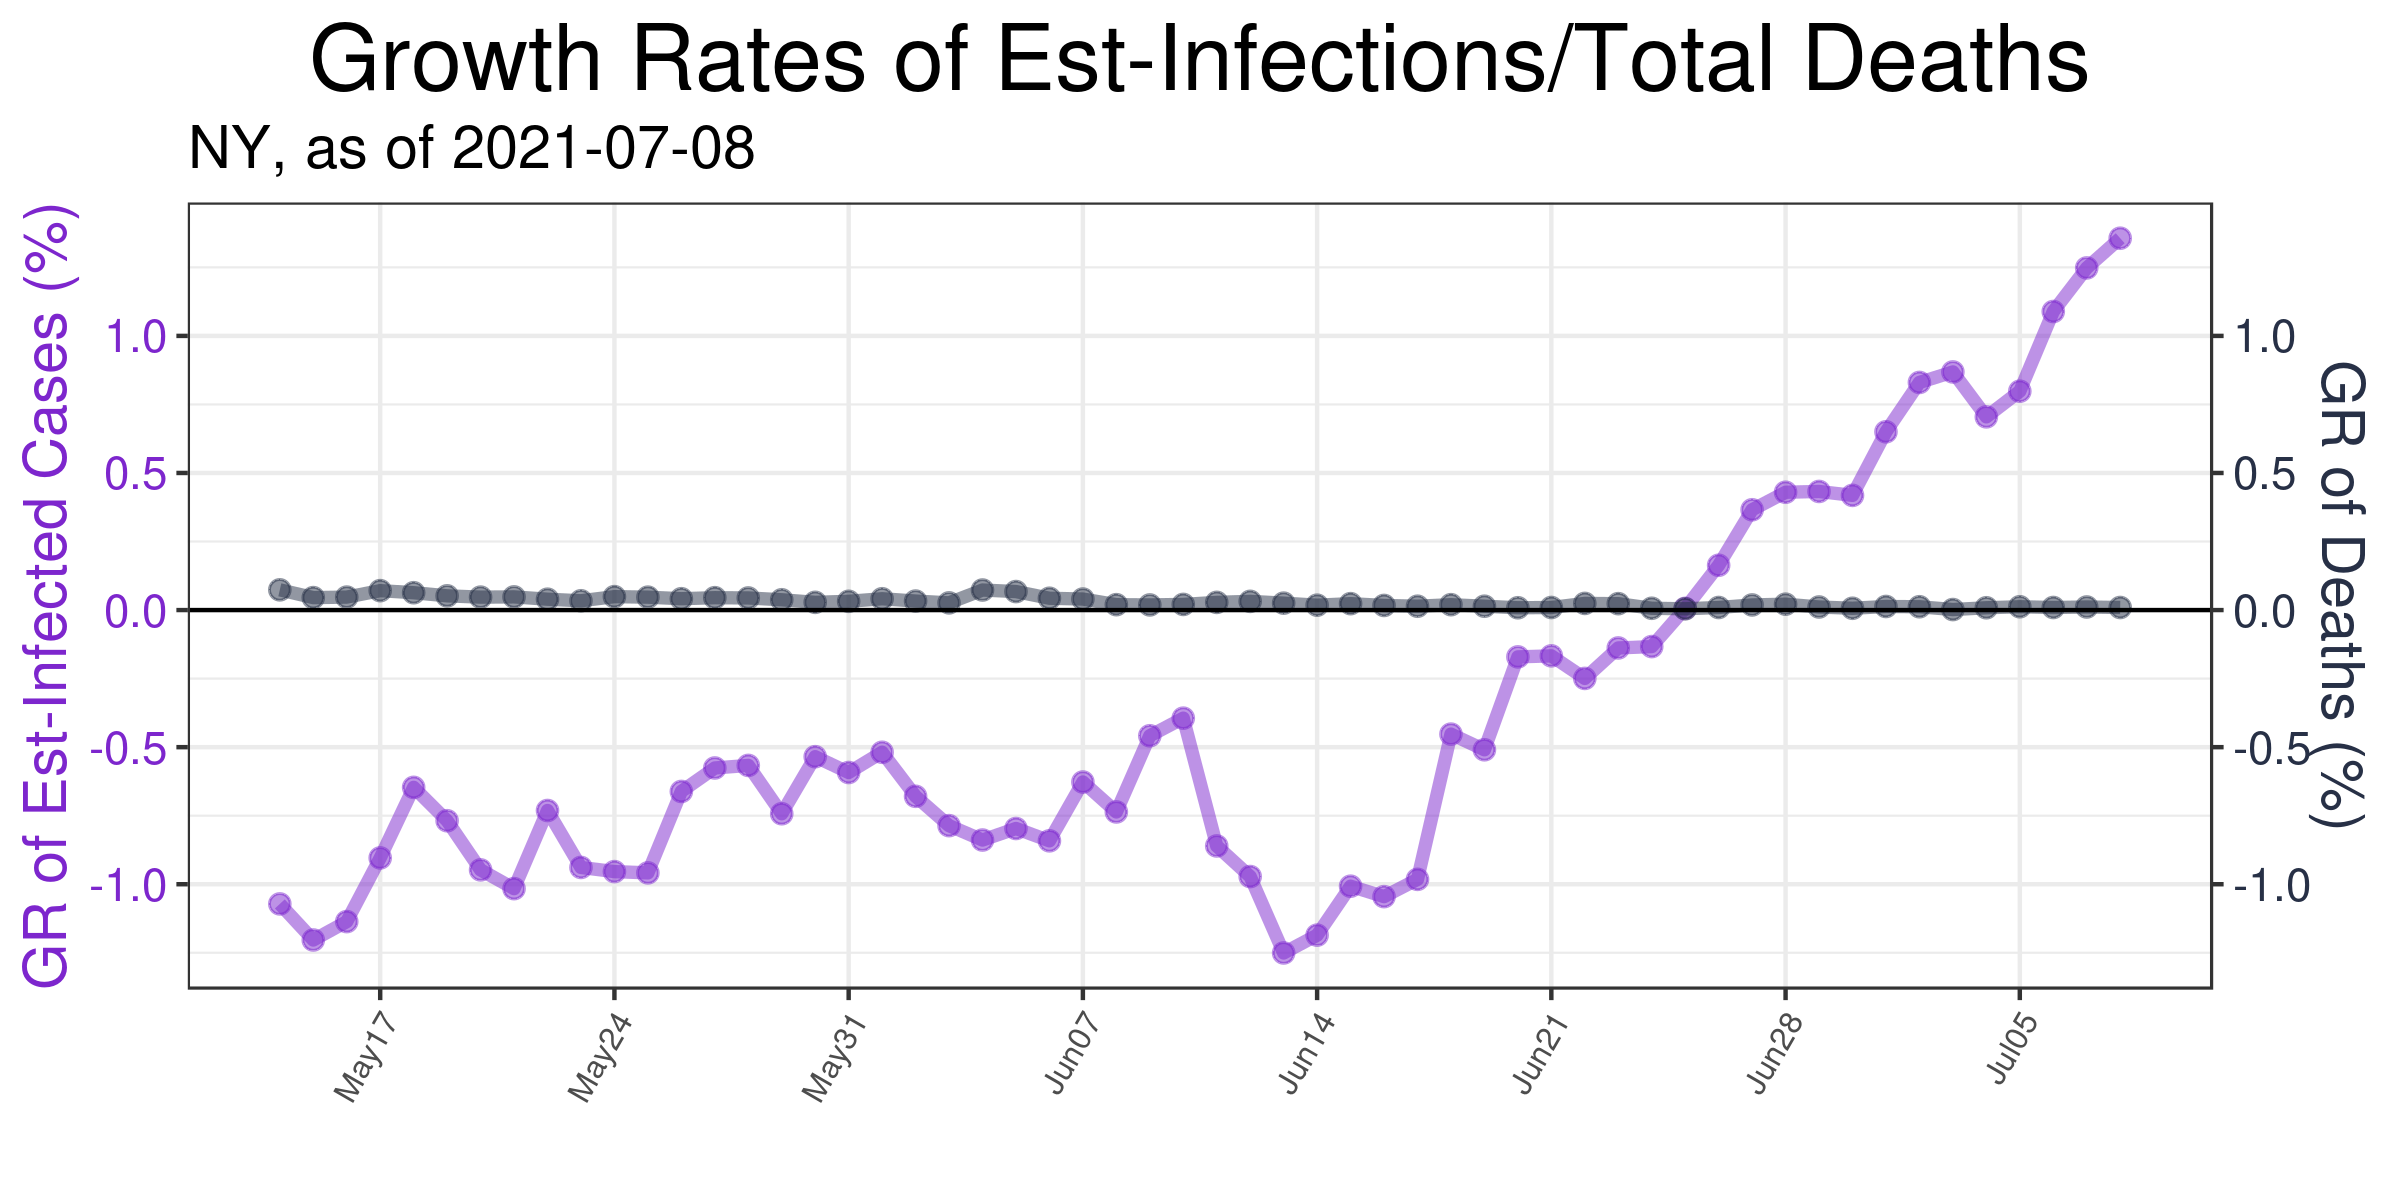 Growth Rates of Est-Infections/Total Deaths
NY, as of 2021-07-08
GR of Est-Infected Cases (%)
1.0
0.5
0.0
-0.5
-1.0
1.0
0.5
0.0
-0.5
-1.0
GR of Deaths (%)
May17
May24
May31
Jun07
Jun14
Jun21
Jun28
Jul05